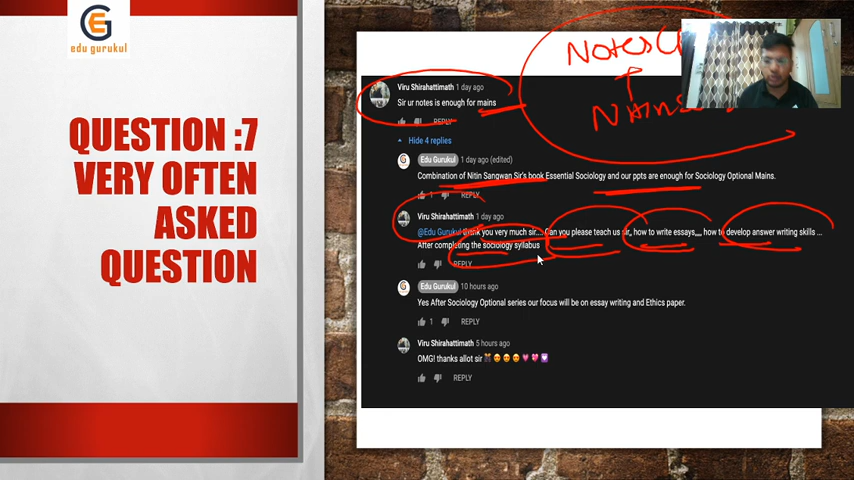 edu gurukul
QUESTION :7
VERY OFTEN
ASKED
QUESTION
Notes
Viru Shirahattimath 1 day ago
Sir ur notes is enough for mains
REPLY
Hide 4 replies
Edu Gurukul 1 day ago (edited)
Combination of Nitin Sangwan Sir's book Essential Sociology and our ppts are enough for Sociology Optional Mains.
1 REPLY
Viru Shirahattimath 1 day ago
@Edu Gurukul thank you very much sir.... Can you please teach us sir,, how to write essays,,,, how to develop answer writing skills ...
After completing the sociology syllabus
REPLY
Edu Gurukul 10 hours ago
Yes After Sociology Optional series our focus will be on essay writing and Ethics paper.
1 REPLY
Viru Shirahattimath 5 hours ago
OMG! thanks allot sir
REPLY